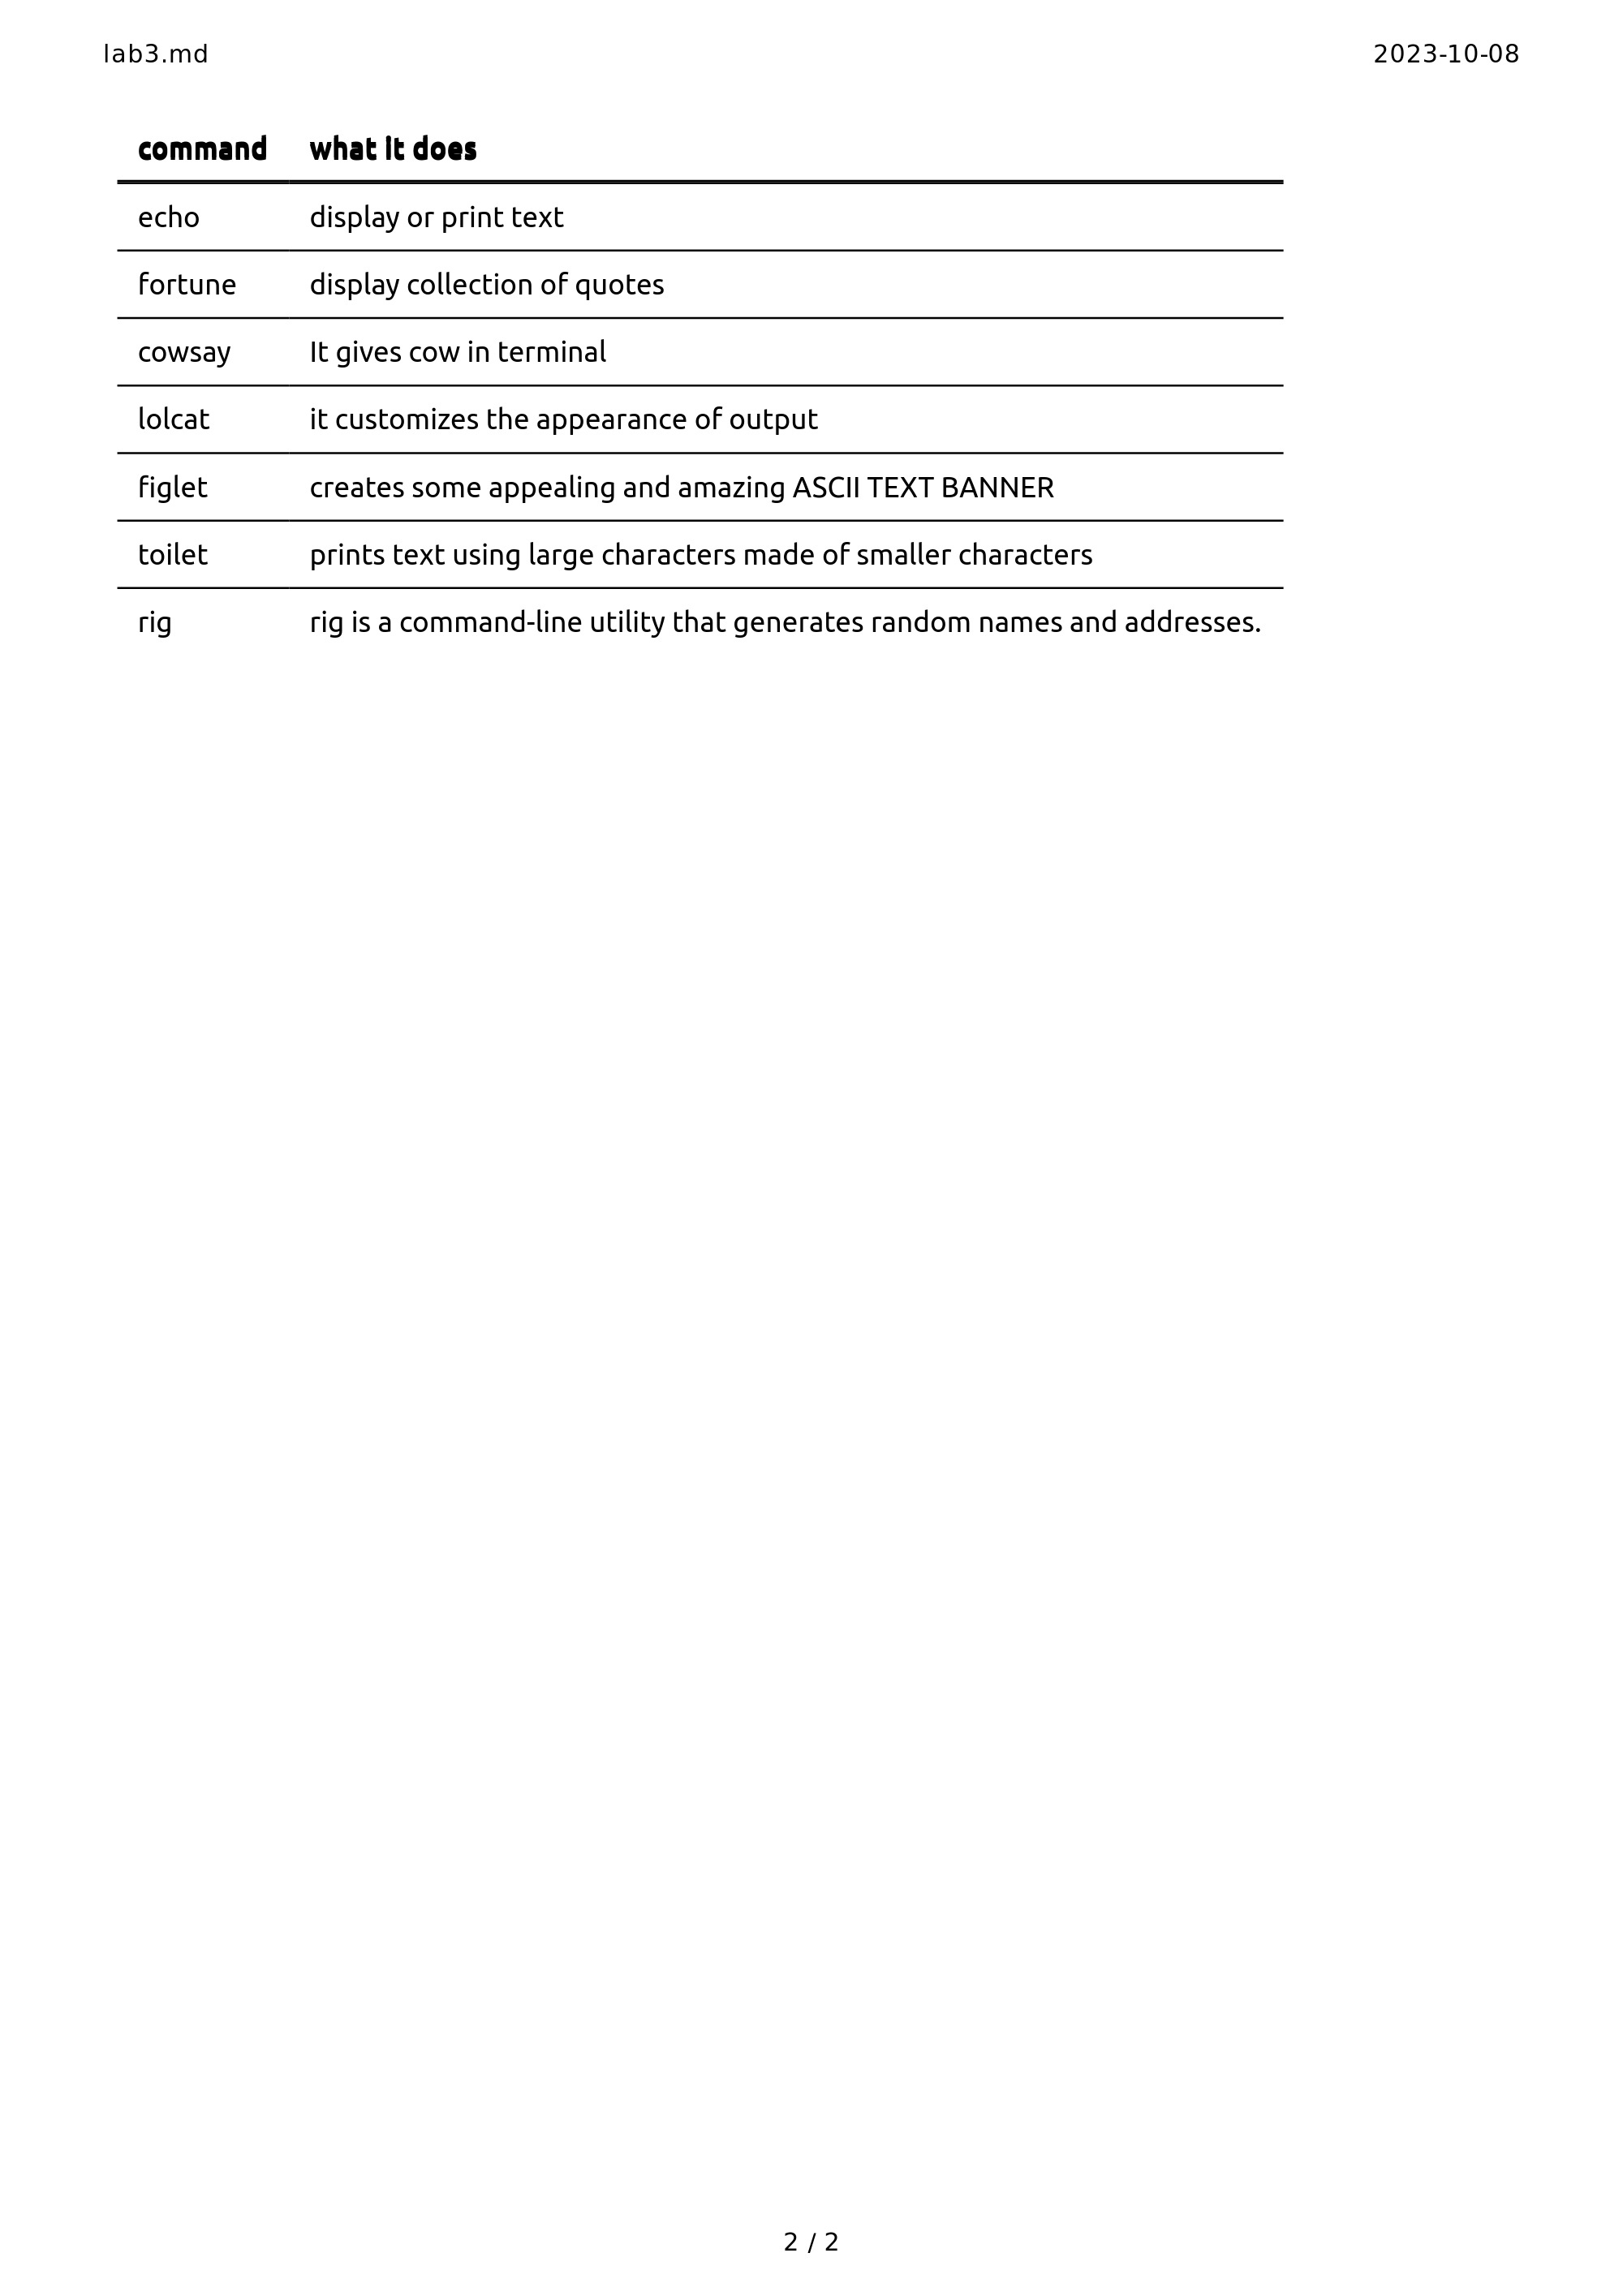 lab3.md 2023-10-08
command what it does
echo display or print text
fortune display collection of quotes
cowsay It gives cow in terminal
lolcat it customizes the appearance of output
figlet creates some appealing and amazing ASCII TEXT BANNER
toilet prints text using large characters made of smaller characters
rig rig is a command-line utility that generates random names and addresses.
2 / 2